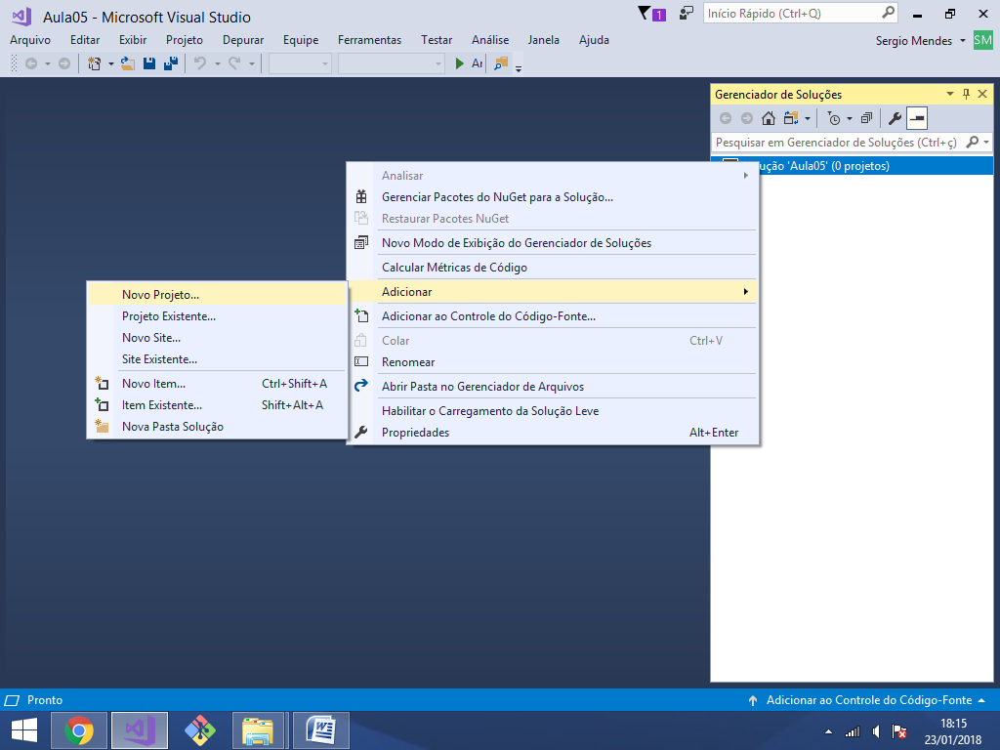 Aula05 - Microsoft Visual Studio
1
Início Rápido (Ctrl+Q)
Arquivo Editar Exibir Projeto Depurar Equipe Ferramentas Testar Análise Janela Ajuda
Sergio Mendes SM
Gerenciador de Soluções
Pesquisar em Gerenciador de Soluções (Ctrl+ç)
'Aula05' (0 projetos)
Analisar
Gerenciar Pacotes do NuGet para a Solução...
Restaurar Pacotes NuGet
Novo Modo de Exibição do Gerenciador de Soluções
Calcular Métricas de Código
Adicionar
Adicionar ao Controle do Código-Fonte...
Colar Ctrl+V
Renomear
Abrir Pasta no Gerenciador de Arquivos
Habilitar o Carregamento da Solução Leve
Propriedades Alt+Enter
Novo Projeto...
Projeto Existente...
Novo Site...
Site Existente...
Novo Item... Ctrl+Shift+A
Item Existente... Shift+Alt+A
Nova Pasta Solução
Pronto
Adicionar ao Controle do Código-Fonte
18:15
23/01/2018